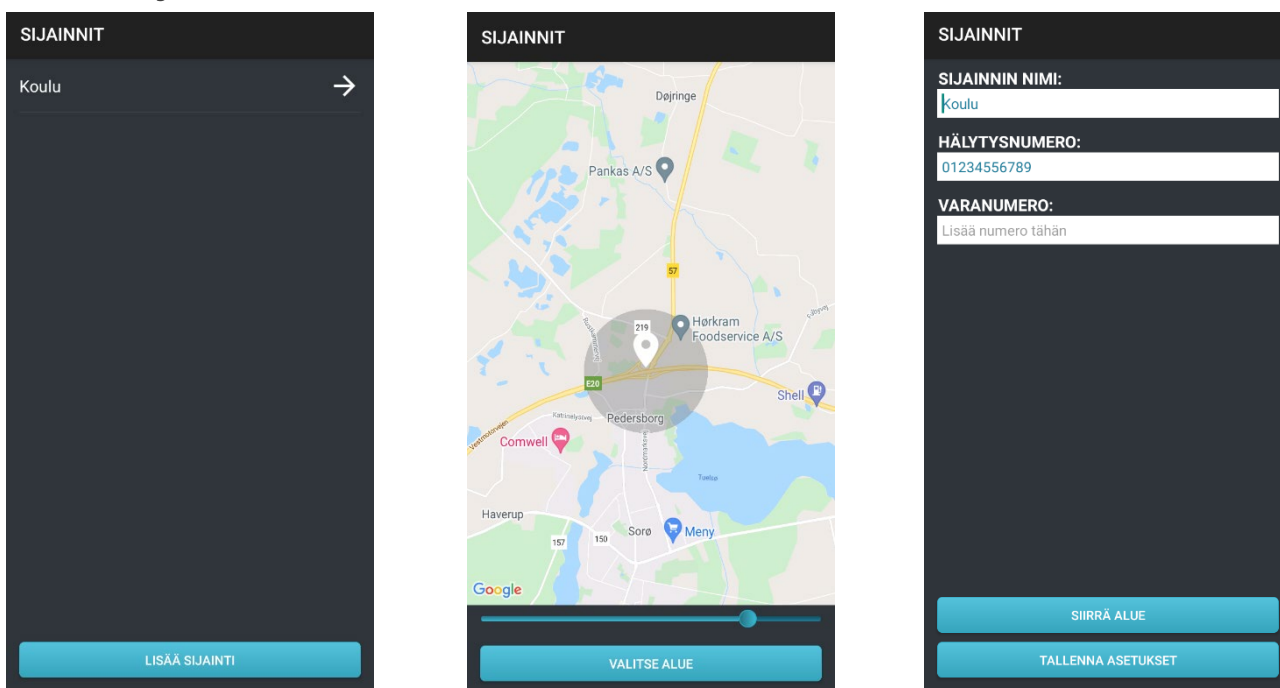 SIJAINNIT
Koulu
LISÄÄ SIJAINTI
SIJAINNIT
Døjringe
Pankas A/S
57
219
Hørkram
Foodservice A/S
E20
Shell
Pedersborg
Comwell
Tuelsø
Haverup
Sorø
Meny
157
150
Google
VALITSE ALUE
SIJAINNIT
SIJAINNIN NIMI:
Koulu
HÄLYTYSNUMERO:
01234556789
VARANUMERO:
Lisää numero tähän
SIIRRÄ ALUE
TALLENNA ASETUKSET